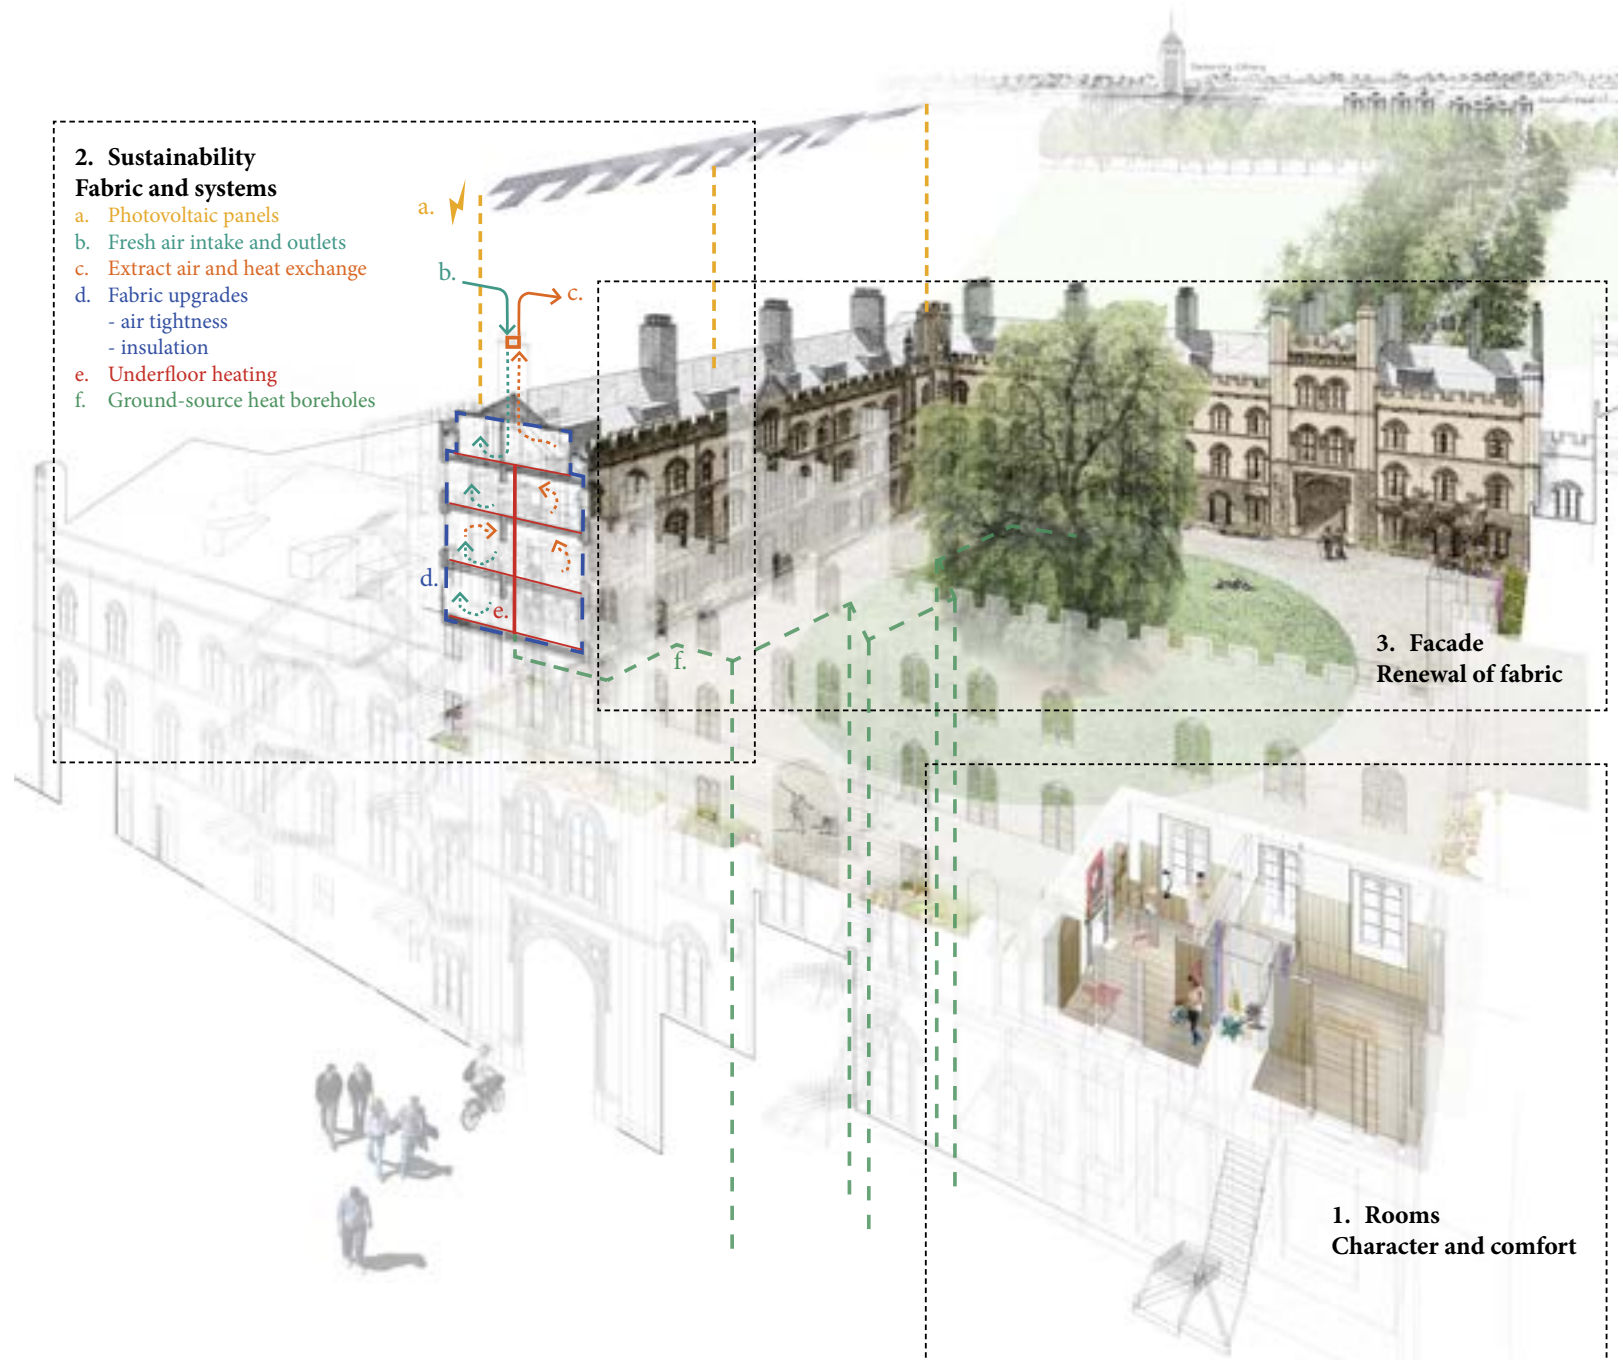 2. Sustainability
Fabric and systems
a. Photovoltaic panels
b. Fresh air intake and outlets
c. Extract air and heat exchange
d. Fabric upgrades
- air tightness
- insulation
e. Underfloor heating
f. Ground-source heat boreholes
a.
b.
c.
d.
e.
f.
3. Facade
Renewal of fabric
1. Rooms
Character and comfort